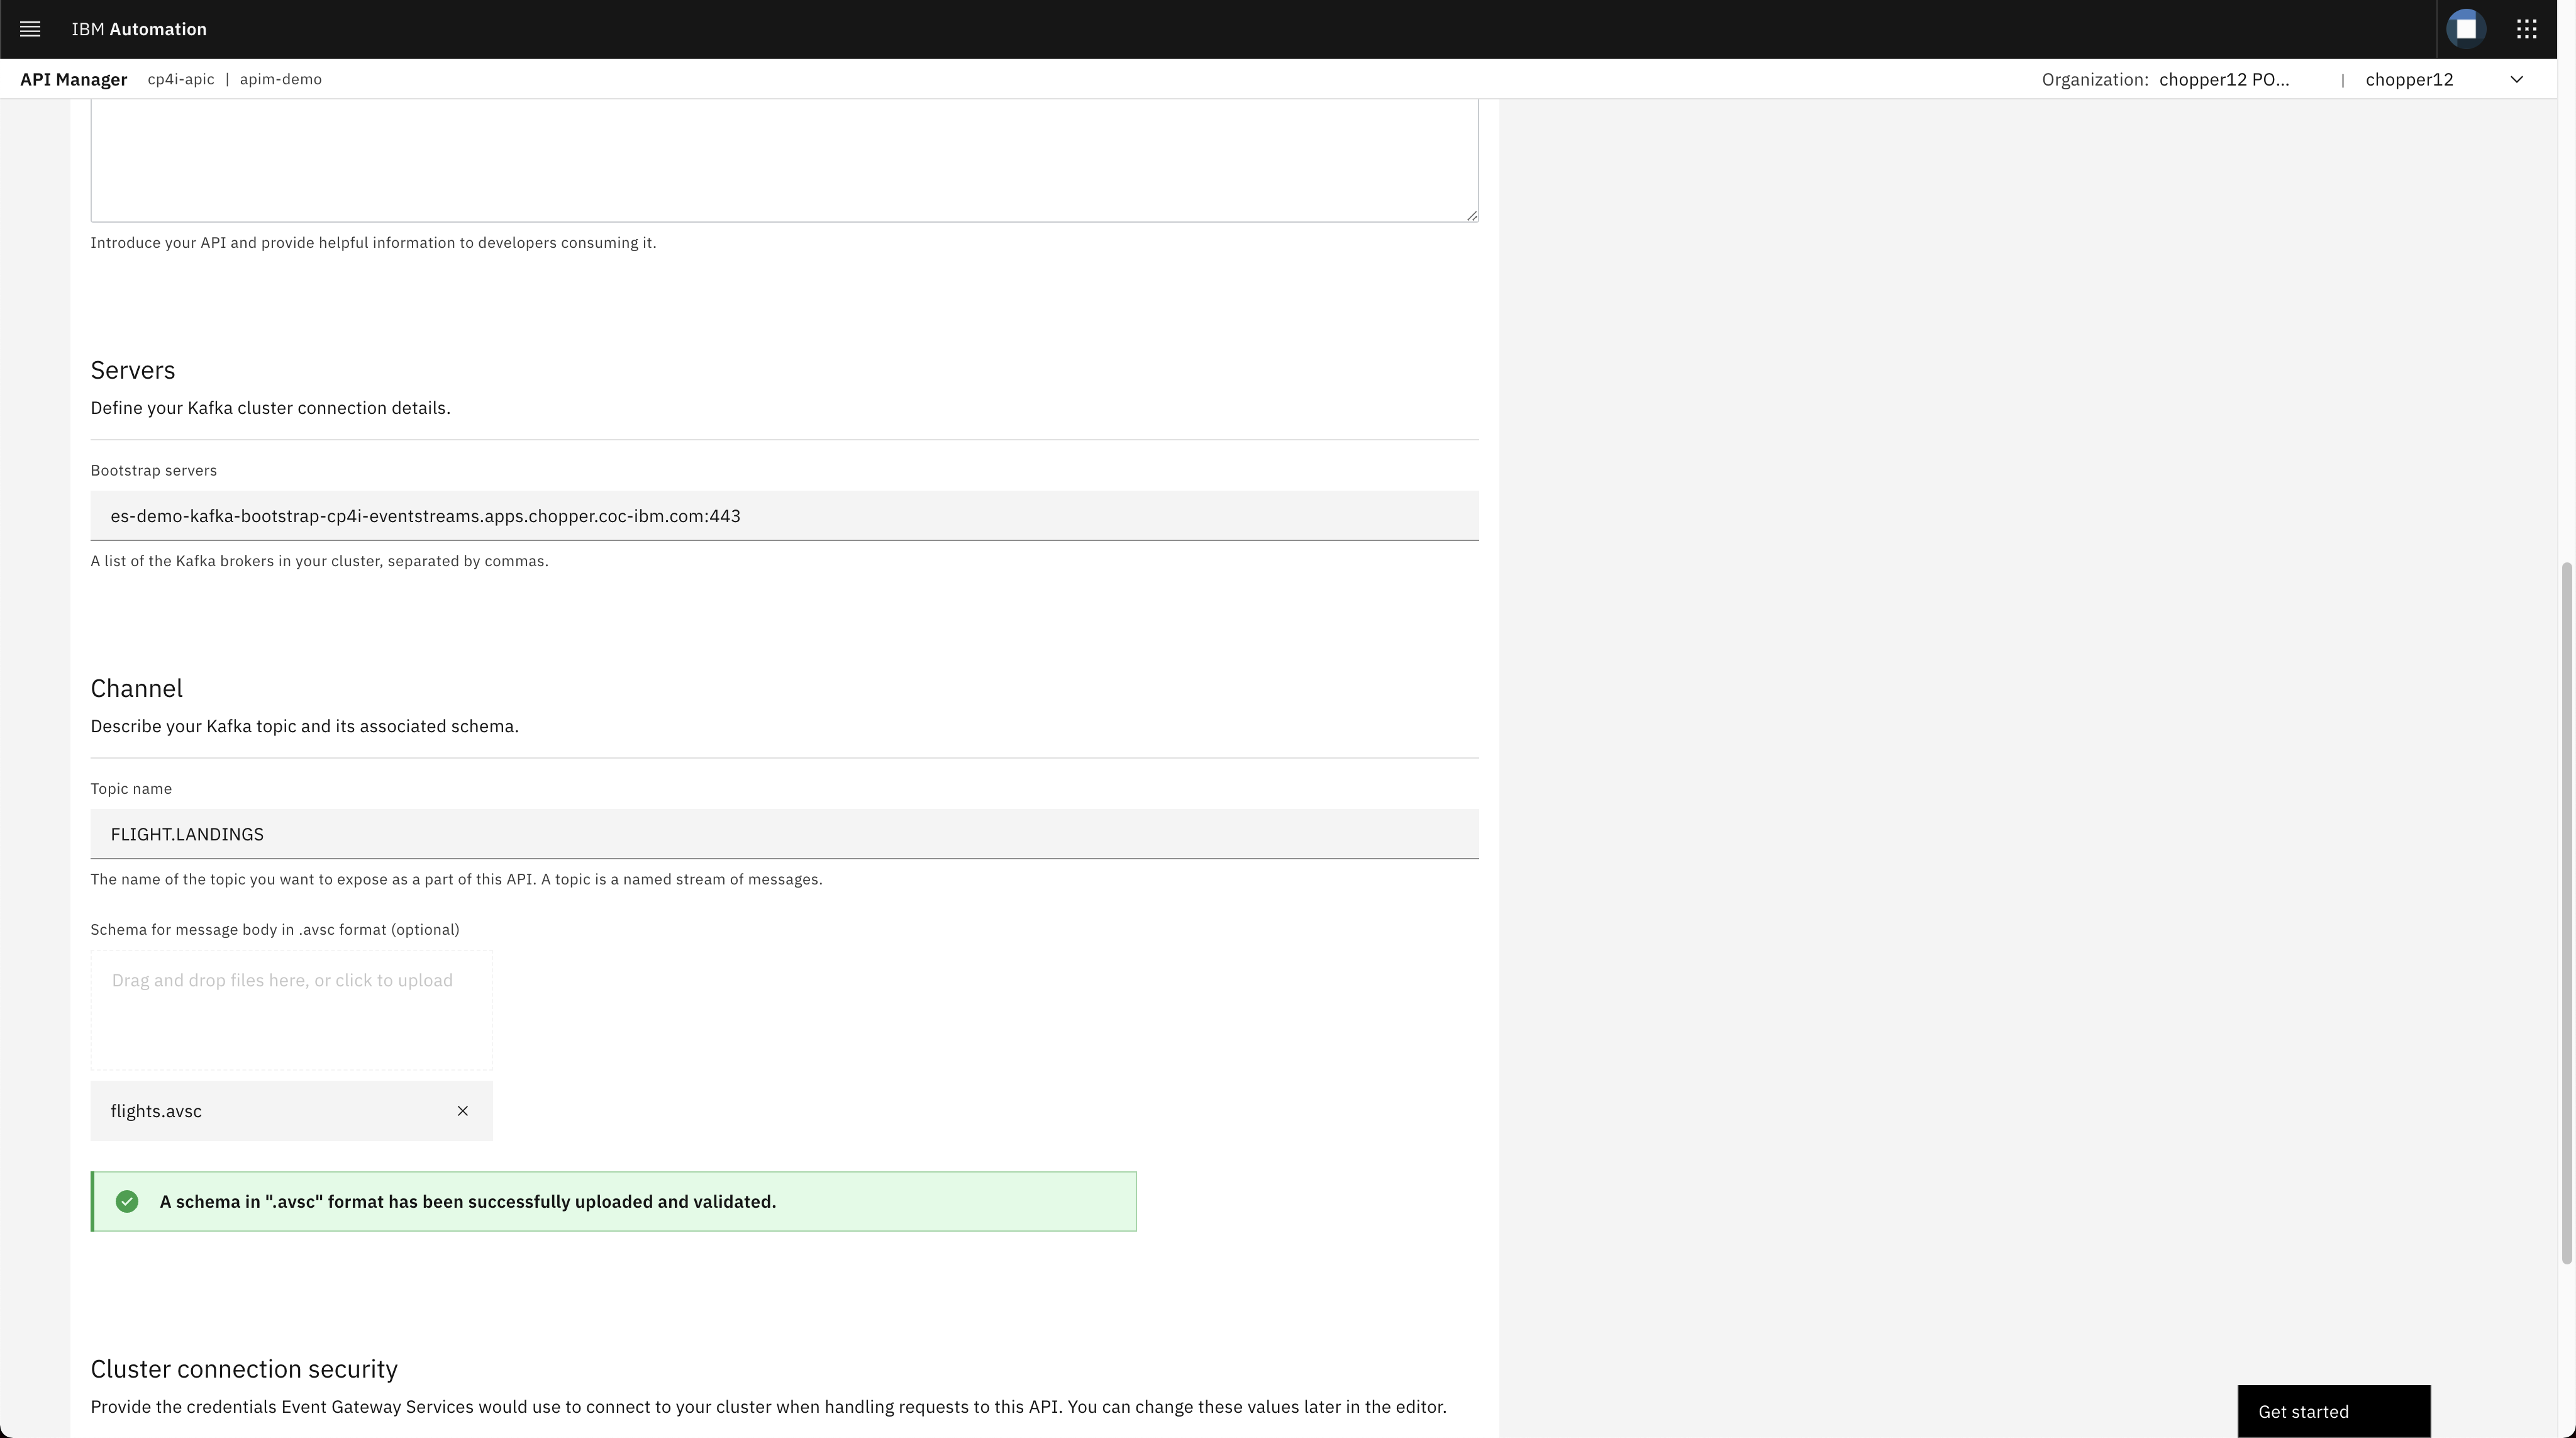 IBM Automation
API Manager cp4i-apic | apim-demo
Organization: chopper12 PO... | chopper12
Introduce your API and provide helpful information to developers consuming it.
Servers
Define your Kafka cluster connection details.
Bootstrap servers
es-demo-kafka-bootstrap-cp4i-eventstreams.apps.chopper.coc-ibm.com:443
A list of the Kafka brokers in your cluster, separated by commas.
Channel
Describe your Kafka topic and its associated schema.
Topic name
FLIGHT.LANDINGS
The name of the topic you want to expose as a part of this API. A topic is a named stream of messages.
Schema for message body in .avsc format (optional)
Drag and drop files here, or click to upload
flights.avsc
A schema in ".avsc" format has been successfully uploaded and validated.
Cluster connection security
Provide the credentials Event Gateway Services would use to connect to your cluster when handling requests to this API. You can change these values later in the editor.
Get started